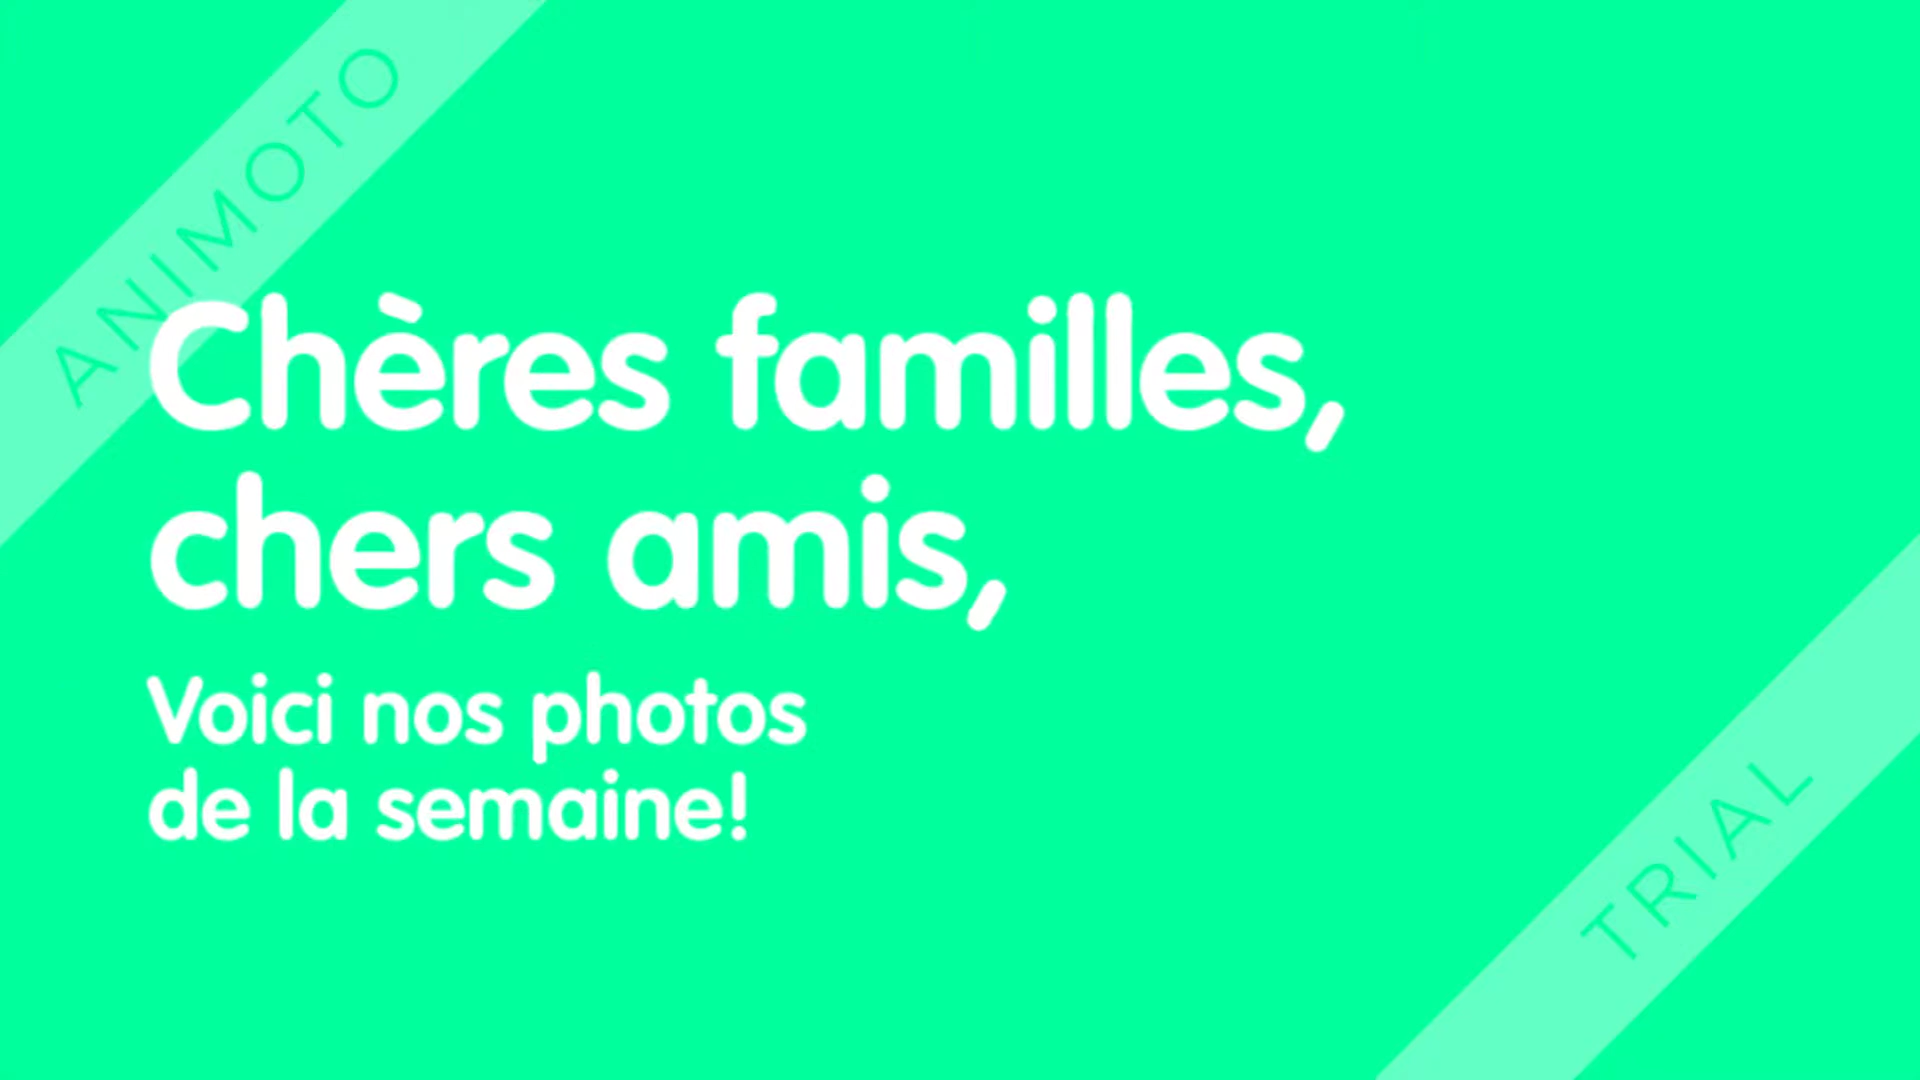 ANIMOTO
Chères familles,
chers amis,
Voici nos photos
de la semaine!
TRIAL